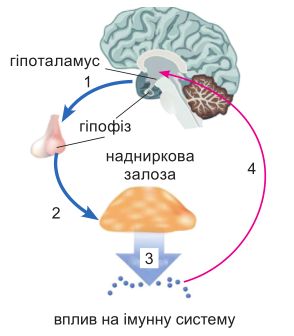 гіпоталамус
1
гіпофіз
надниркова
залоза
2
4
3
вплив на імунну систему